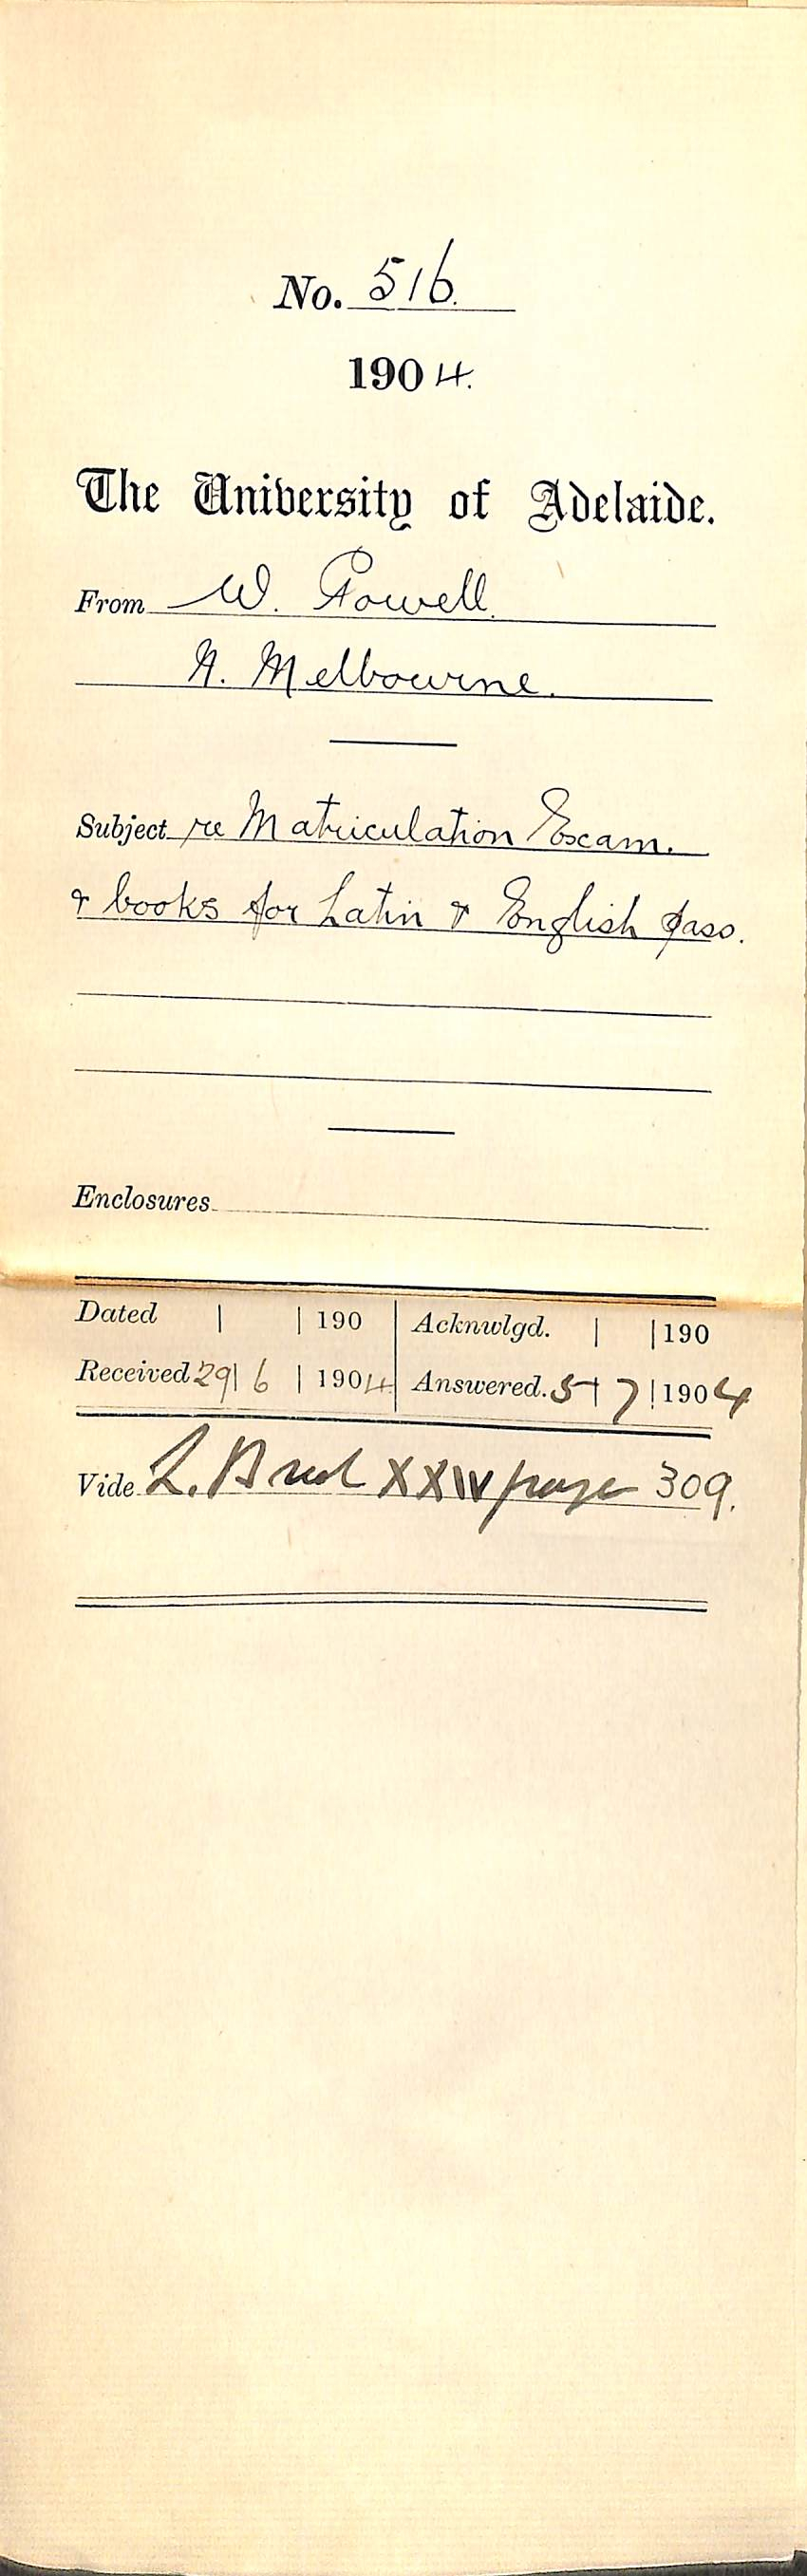 No. 516.
1904.
The University of Adelaide.
From W. Powell.
N. Melbourne.
Subject re Matriculation Exam.
& books for Latin & English pass.
Enclosures
Dated | | 190 | Acknwlgd. | | 190
Received 29 | 6 | 1904 | Answered. 5 | 7 | 1904
Vide L. Book XXIV page 309.